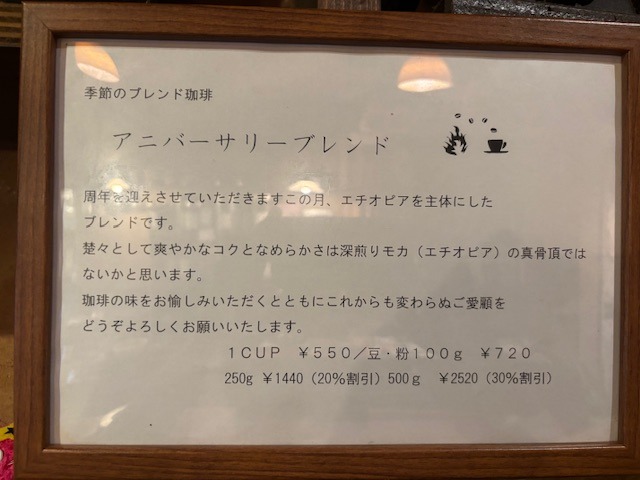 季節のブレンド珈琲
アニバーサリーブレンド
周年を迎えさせていただきますこの月、エチオピアを主体にした
ブレンドです。
楚々として爽やかなコクとなめらかさは深煎りモカ（エチオピア）の真骨頂では
ないかと思います。
珈琲の味をお愉しみいただくとともにこれからも変わらぬご愛顧を
どうぞよろしくお願いいたします。
１ＣＵＰ　￥５５０／豆・粉１００ｇ　￥７２０
250g ￥1440（20％割引）500ｇ　￥2520（30％割引）